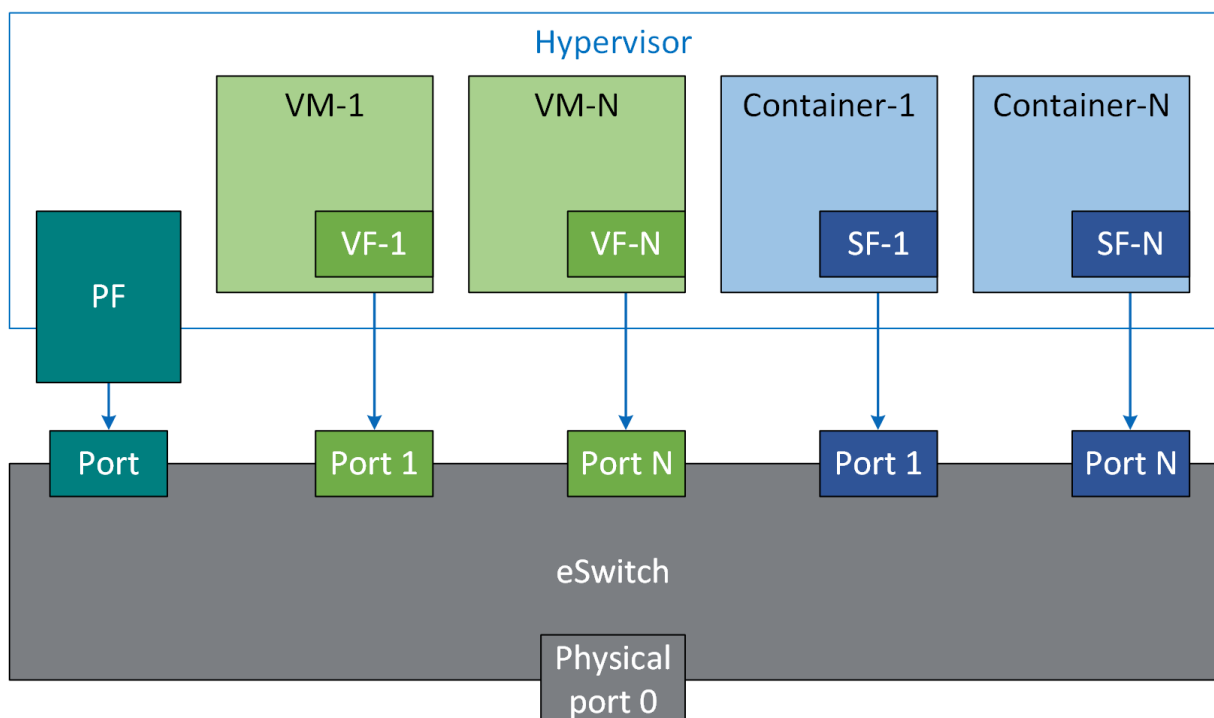 Hypervisor
VM-1
VM-N
Container-1
Container-N
VF-1
VF-N
SF-1
SF-N
PF
Port
Port 1
Port N
Port 1
Port N
eSwitch
Physical
port 0